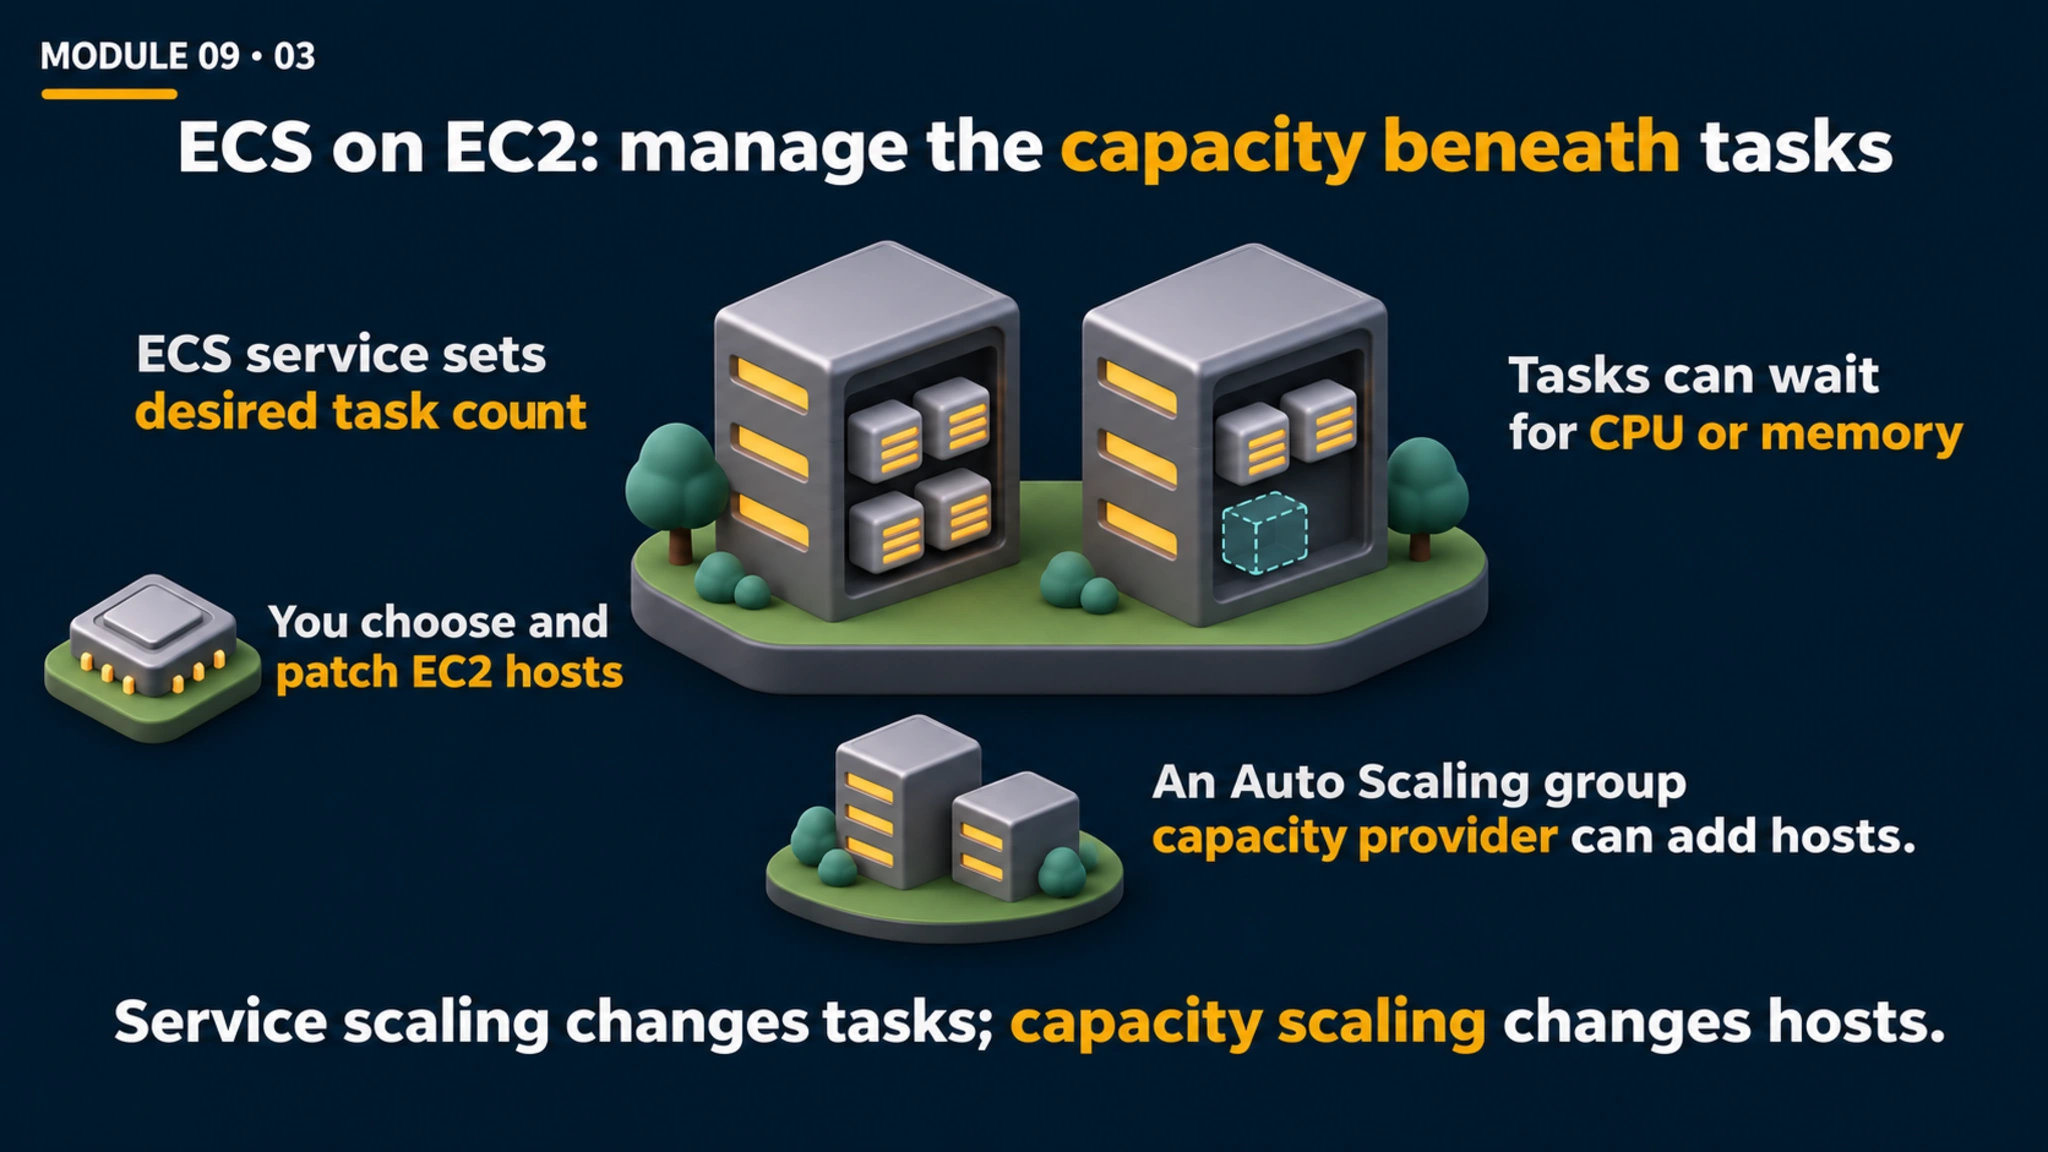 MODULE 09 • 03
ECS on EC2: manage the capacity beneath tasks
ECS service sets
desired task count
Tasks can wait
for CPU or memory
You choose and
patch EC2 hosts
An Auto Scaling group
capacity provider can add hosts.
Service scaling changes tasks; capacity scaling changes hosts.